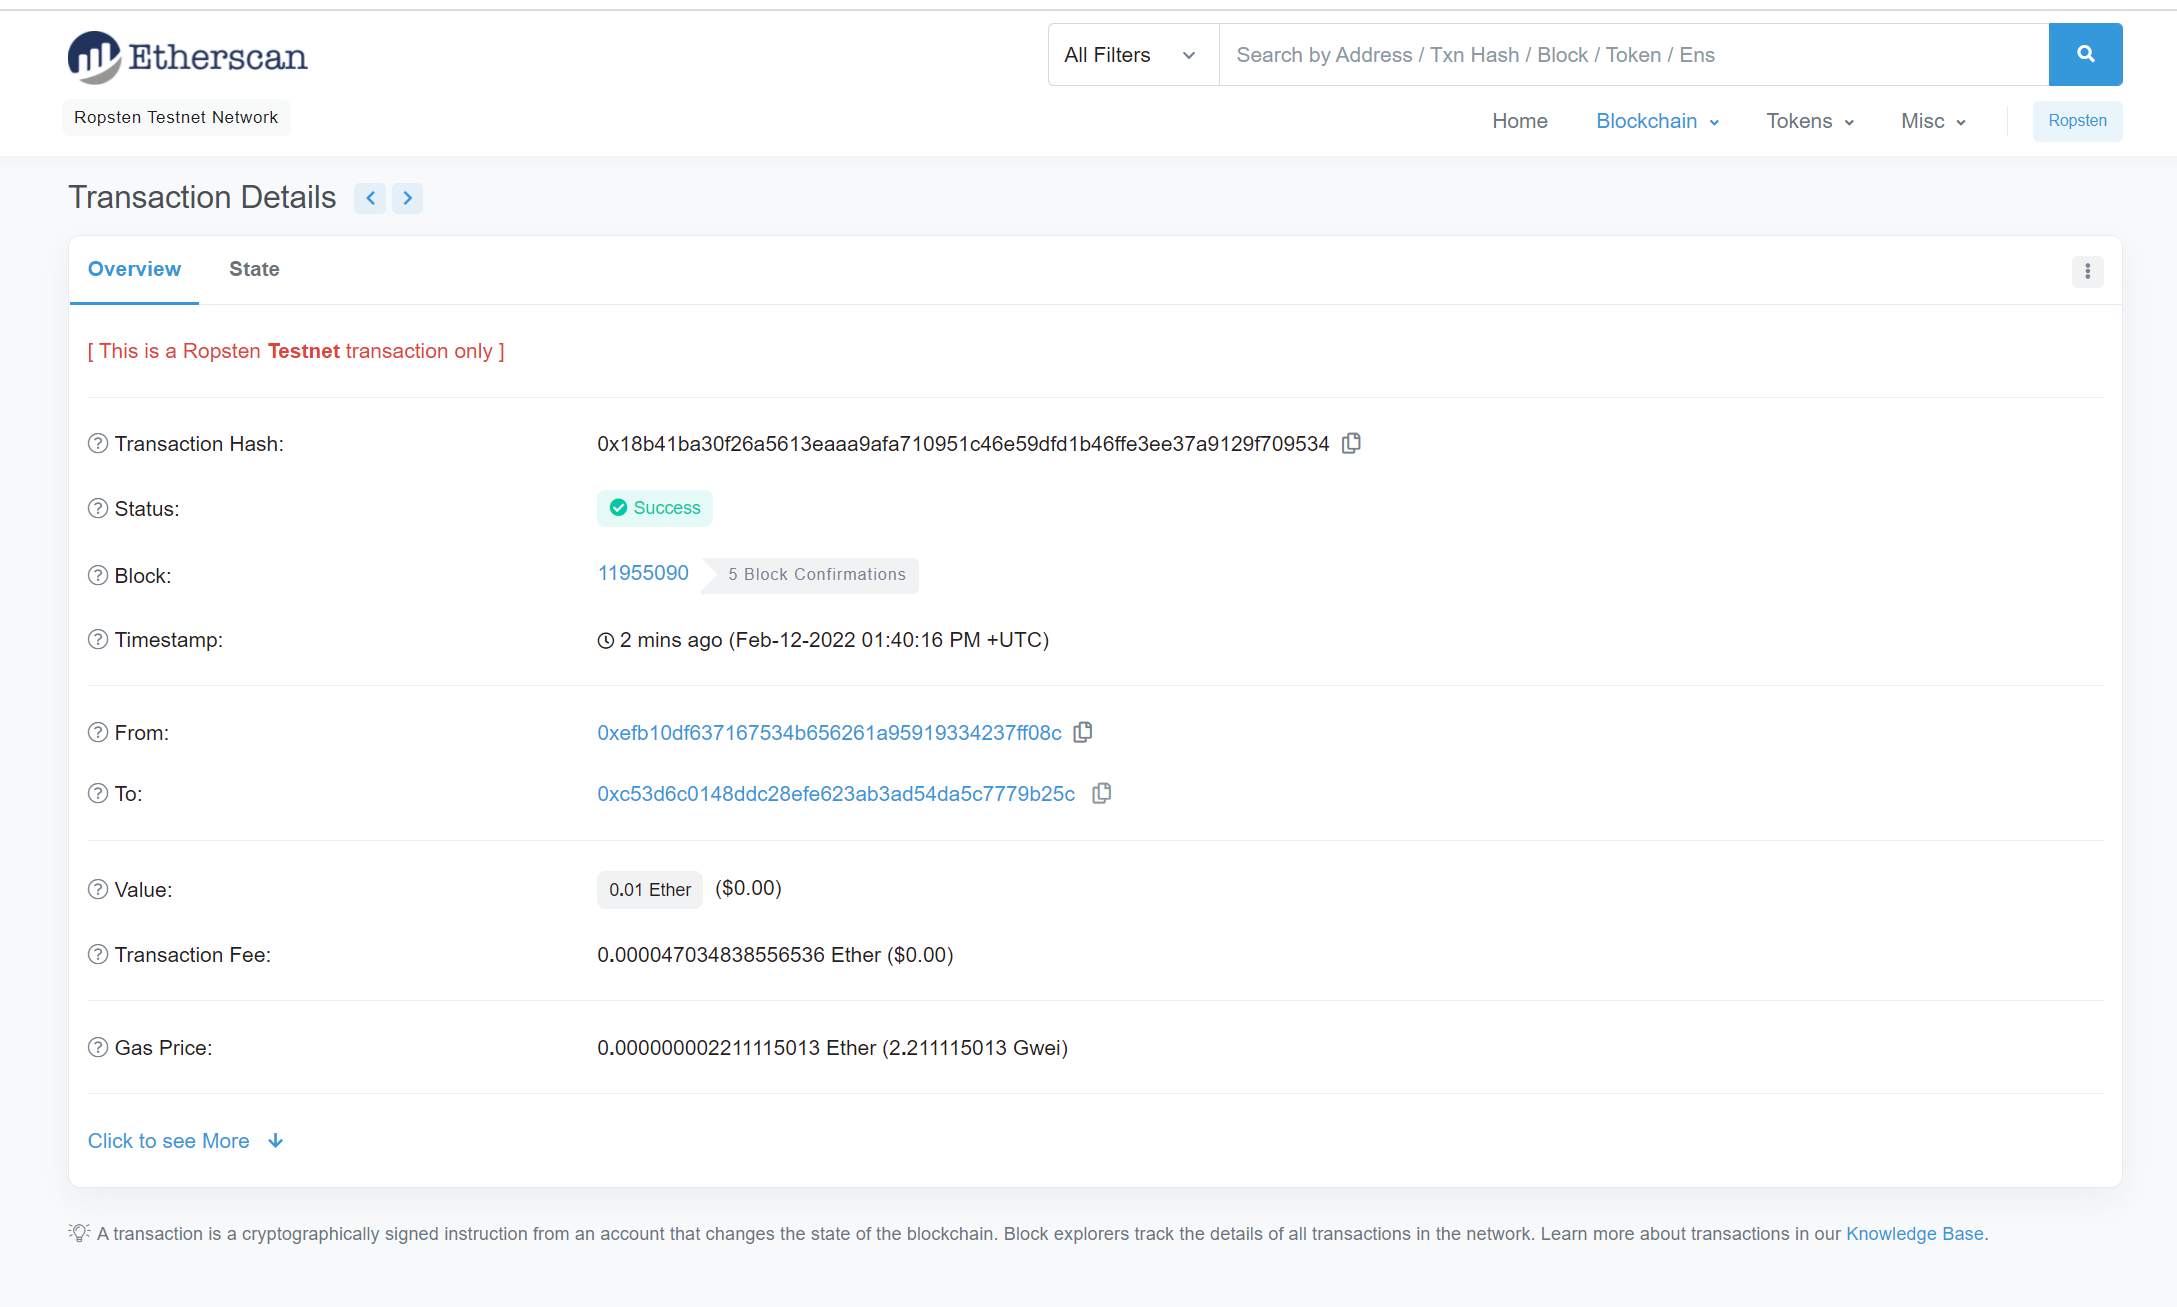 Etherscan
All Filters
Search by Address / Txn Hash / Block / Token / Ens
Ropsten Testnet Network
Home Blockchain Tokens Misc Ropsten
Transaction Details
Overview State
[ This is a Ropsten Testnet transaction only ]
Transaction Hash: 0x18b41ba30f26a5613eaaa9afa710951c46e59dfd1b46ffe3ee37a9129f709534
Status: Success
Block: 11955090 5 Block Confirmations
Timestamp: 2 mins ago (Feb-12-2022 01:40:16 PM +UTC)
From: 0xefb10df637167534b656261a95919334237ff08c
To: 0xc53d6c0148ddc28efe623ab3ad54da5c7779b25c
Value: 0.01 Ether ($0.00)
Transaction Fee: 0.000047034838556536 Ether ($0.00)
Gas Price: 0.000000002211115013 Ether (2.211115013 Gwei)
Click to see More
A transaction is a cryptographically signed instruction from an account that changes the state of the blockchain. Block explorers track the details of all transactions in the network. Learn more about transactions in our Knowledge Base.